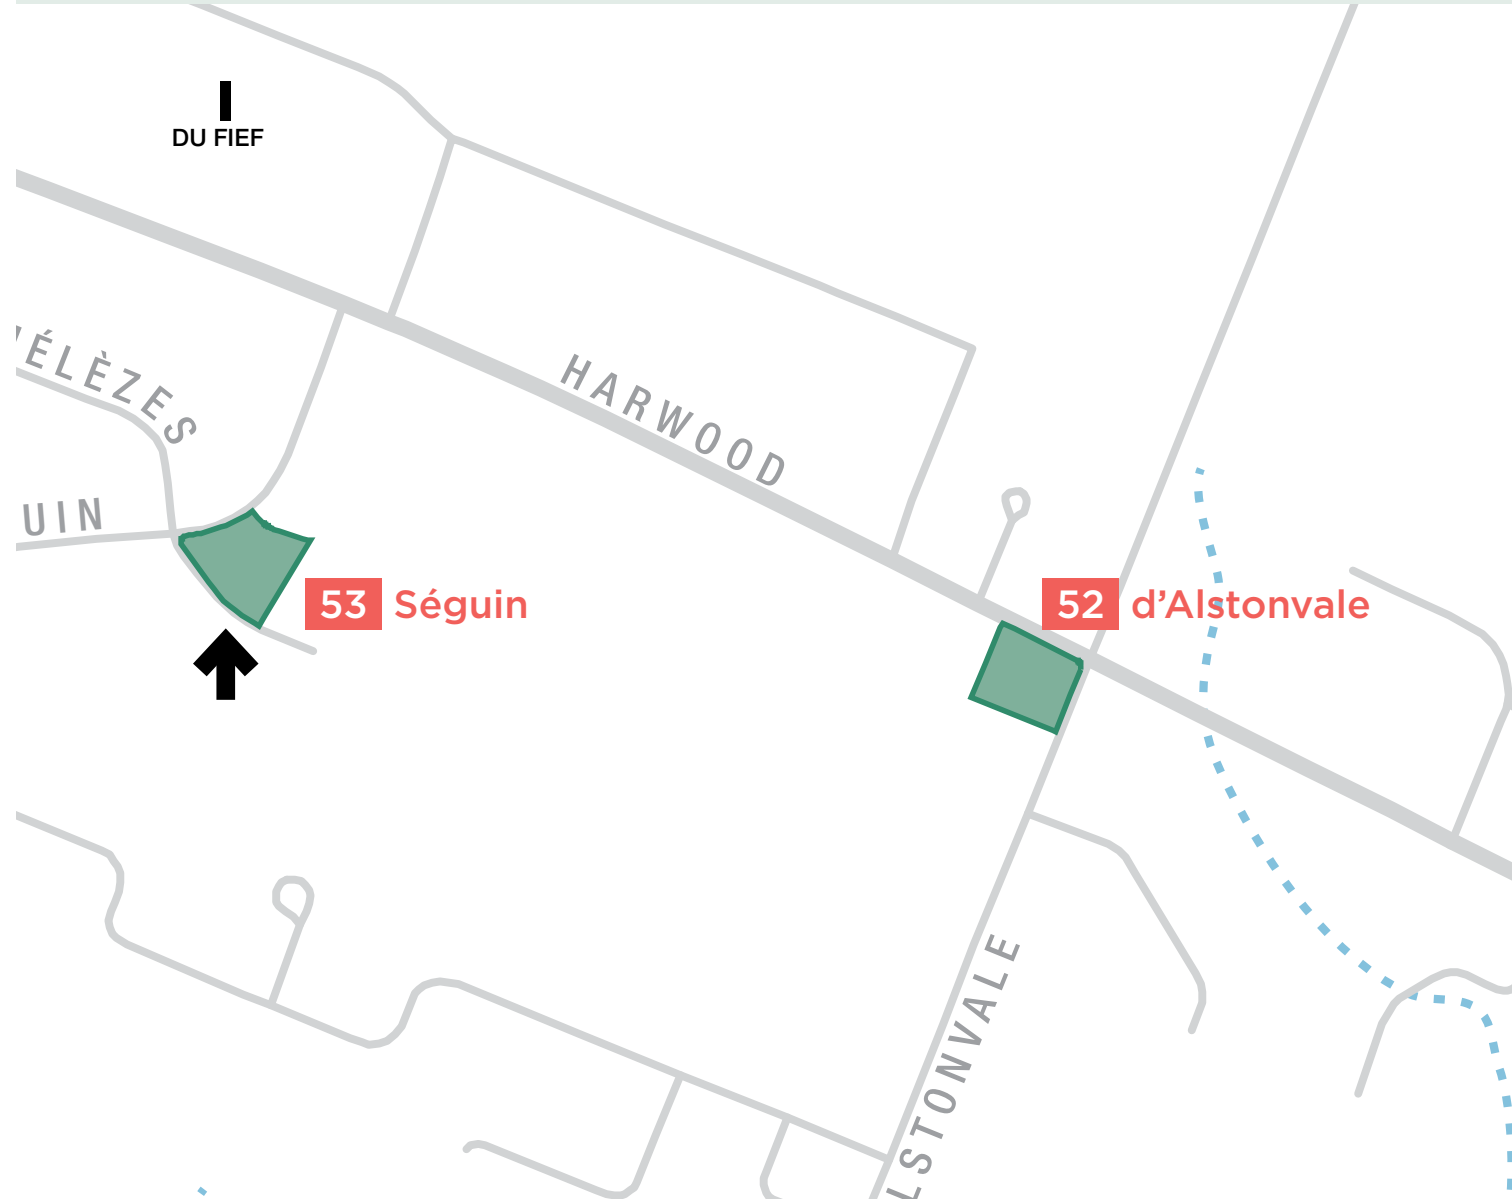 DU FIEF
ÉLÈZES
HARWOOD
UIN
53 Séguin
52 d'Alstonvale
LSTONVALE